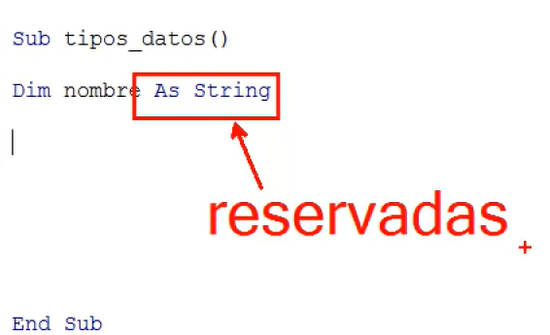 Sub tipos_datos()
Dim nombre As String
reservadas
End Sub